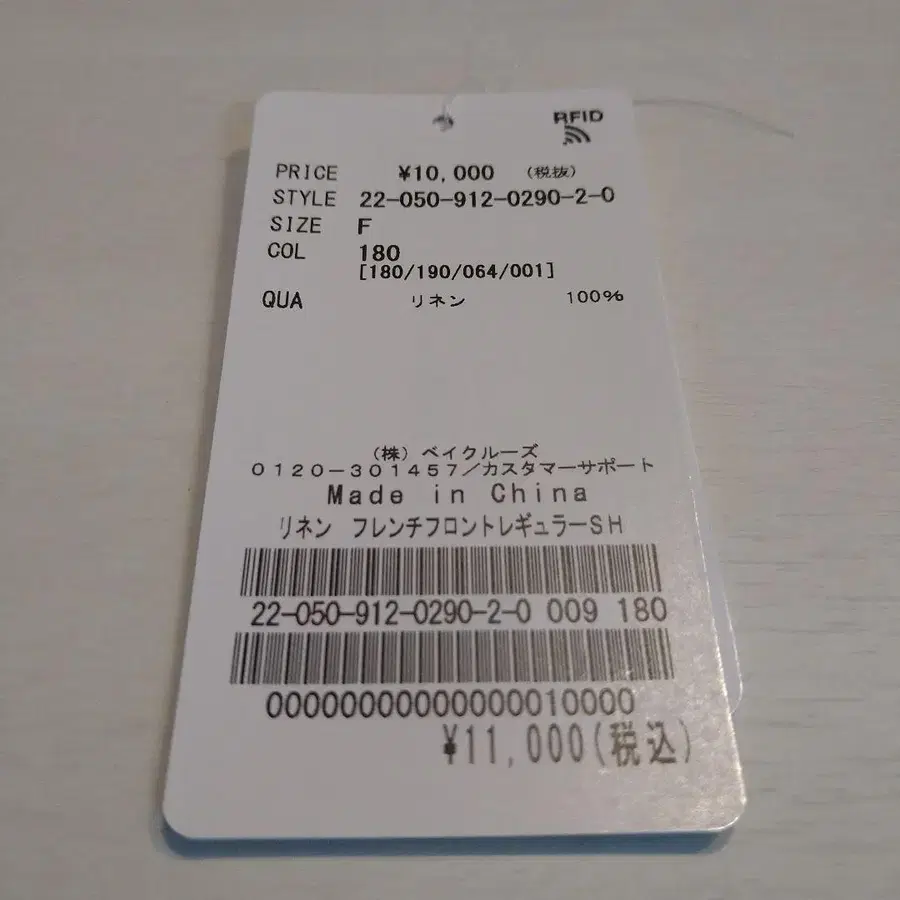 RFID
PRICE ¥10,000 (税抜)
STYLE 22-050-912-0290-2-0
SIZE F
COL 180
[180/190/064/001]
QUA リネン 100%
(株)ベイクルーズ
0120-301457/カスタマーサポート
Made in China
リネン フレンチフロントレギュラーSH
22-050-912-0290-2-0 009 180
00000000000000010000
¥11,000(税込)